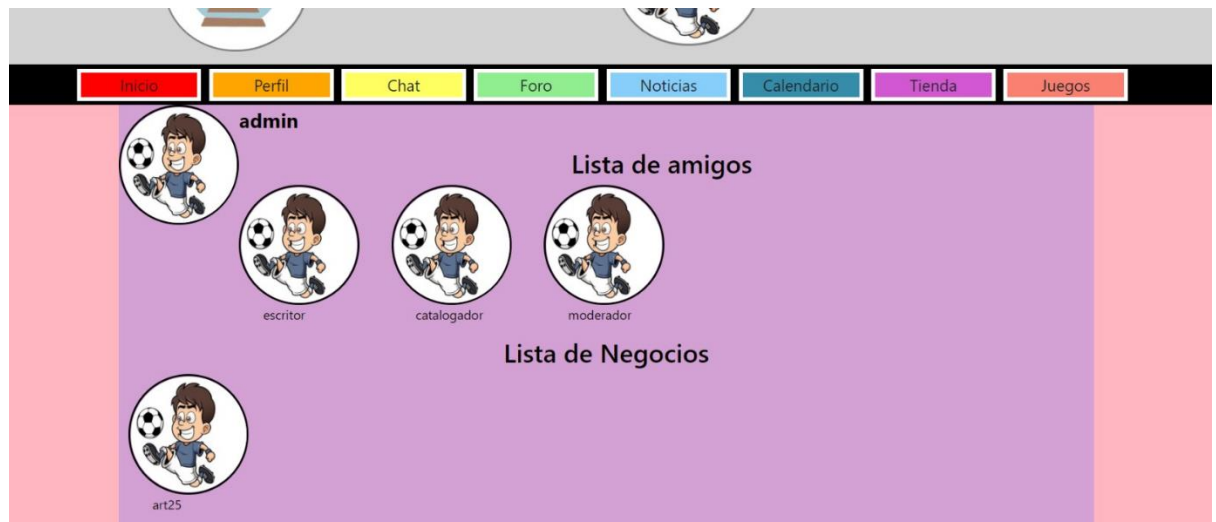 Inicio Perfil Chat Foro Noticias Calendario Tienda Juegos
admin
Lista de amigos
escritor catalogador moderador
Lista de Negocios
art25